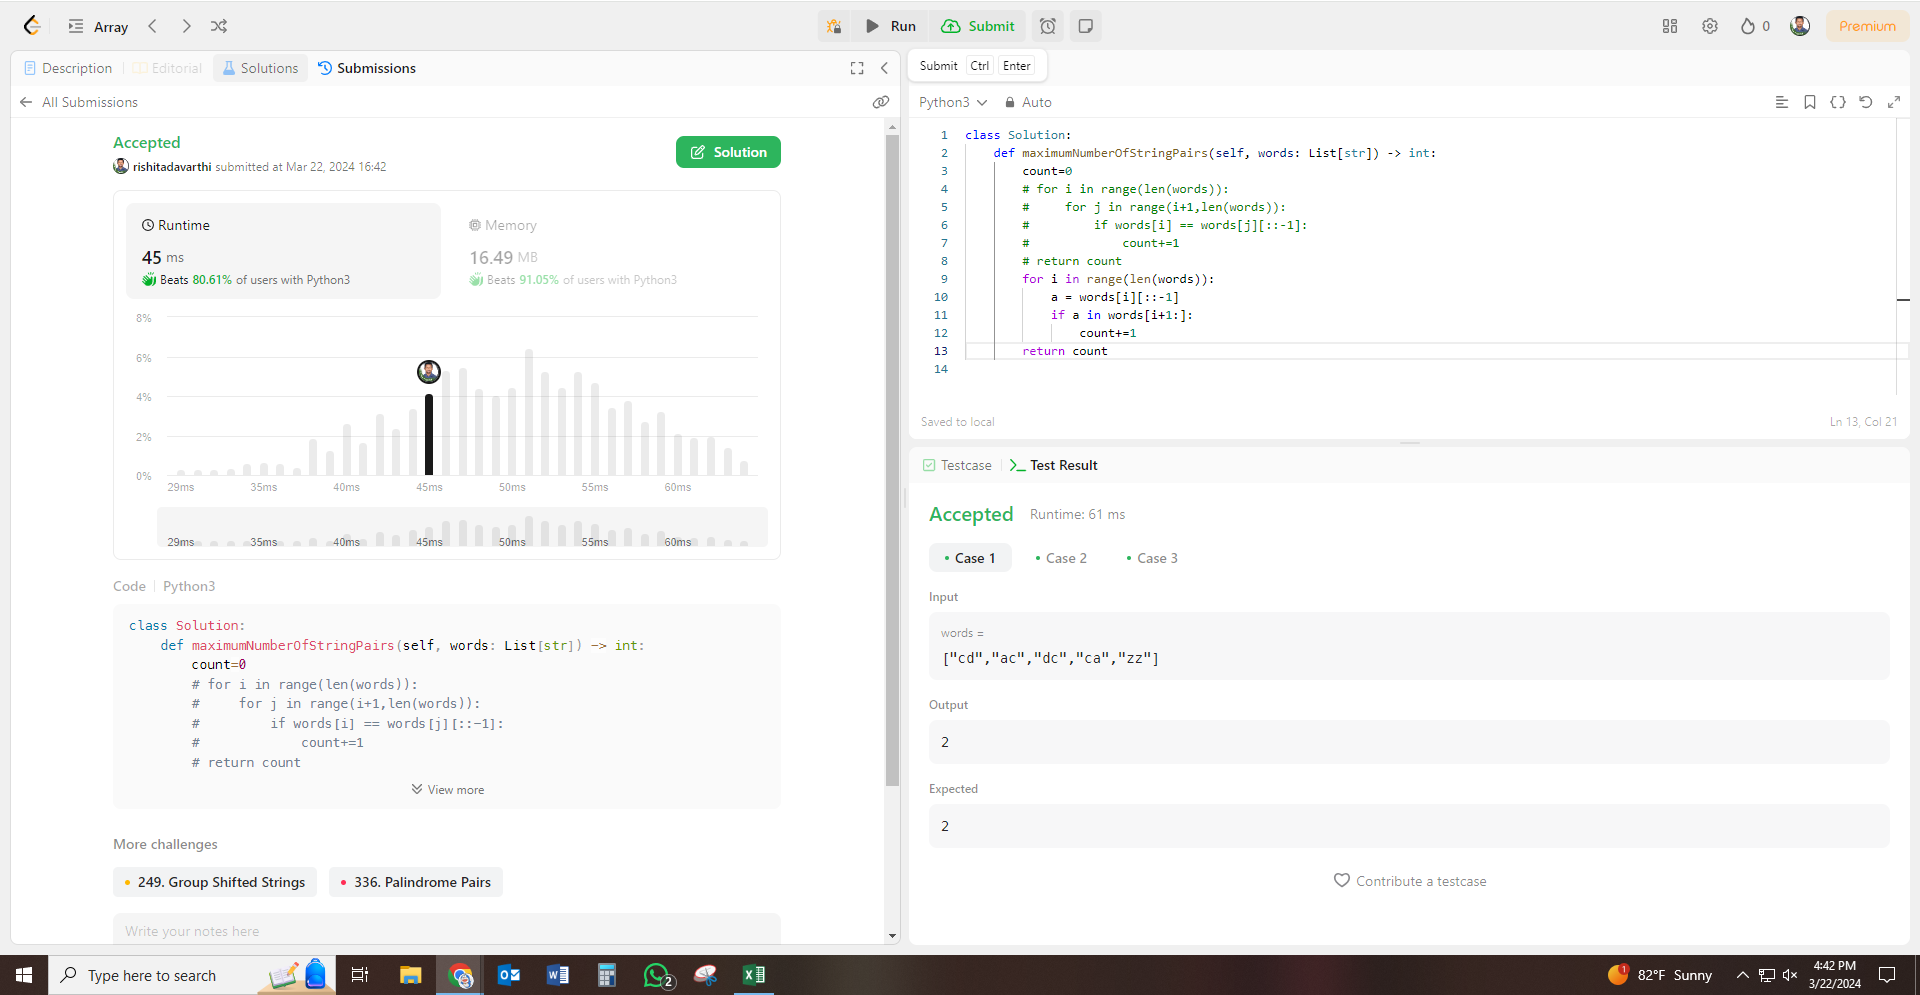 Array
Run
Submit
0
Premium
Description
Editorial
Solutions
Submissions
Submit Ctrl Enter
All Submissions
Python3
Auto
Accepted
rishitadavarthi submitted at Mar 22, 2024 16:42
Solution
Runtime
45 ms
Beats 80.61% of users with Python3
Memory
16.49 MB
Beats 91.05% of users with Python3
8%
6%
4%
2%
0%
29ms 35ms 40ms 45ms 50ms 55ms 60ms
29ms 35ms 40ms 45ms 50ms 55ms 60ms
Code Python3
class Solution:
def maximumNumberOfStringPairs(self, words: List[str]) -> int:
count=0
# for i in range(len(words)):
#     for j in range(i+1,len(words)):
#         if words[i] == words[j][::-1]:
#             count+=1
# return count
View more
More challenges
249. Group Shifted Strings
336. Palindrome Pairs
Write your notes here
1 class Solution:
2 def maximumNumberOfStringPairs(self, words: List[str]) -> int:
3 count=0
4 # for i in range(len(words)):
5 #     for j in range(i+1,len(words)):
6 #         if words[i] == words[j][::-1]:
7 #             count+=1
8 # return count
9 for i in range(len(words)):
10 a = words[i][::-1]
11 if a in words[i+1:]:
12 count+=1
13 return count
14
Saved to local
Ln 13, Col 21
Testcase
Test Result
Accepted Runtime: 61 ms
Case 1
Case 2
Case 3
Input
words =
["cd","ac","dc","ca","zz"]
Output
2
Expected
2
Contribute a testcase
Type here to search
2
1
82°F Sunny
4:42 PM
3/22/2024